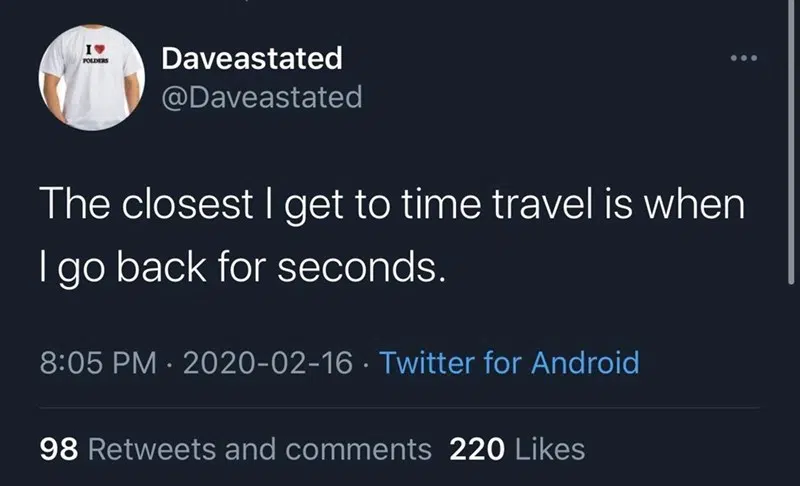 I ❤
FOLDERS
Daveastated
@Daveastated
The closest I get to time travel is when
I go back for seconds.
8:05 PM · 2020-02-16 · Twitter for Android
98 Retweets and comments 220 Likes